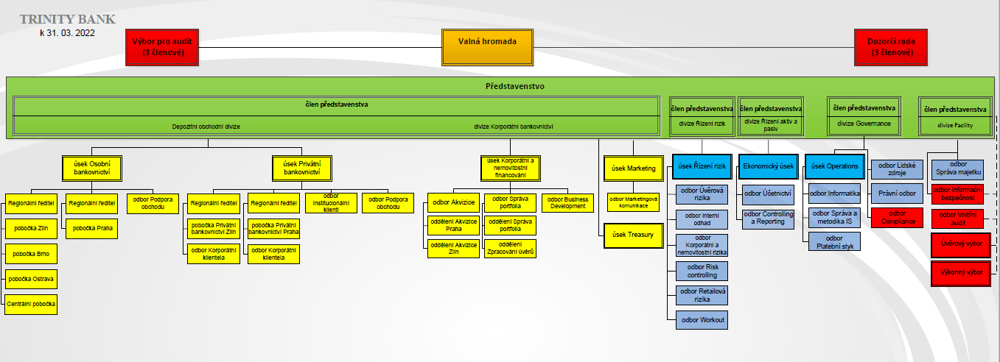 TRINITY BANK
k 31. 03. 2022
Výbor pro audit
(3 členové)
Valná hromada
Dozorčí rada
(3 členové)
Představenstvo
člen představenstva
Depozitní obchodní divize
divize Korporátní bankovnictví
člen představenstva
divize Řízení rizik
člen představenstva
divize Řízení aktiv a
pasiv
člen představenstva
divize Governance
člen představenstva
divize Facility
úsek Osobní
bankovnictví
úsek Privátní
bankovnictví
úsek Korporátní a
nemovitostní
financování
úsek Marketing
úsek Řízení rizik
Ekonomický úsek
úsek Operations
odbor Lidské
zdroje
odbor
Správa majetku
Regionální ředitel
pobočka Zlín
pobočka Brno
pobočka Ostrava
Centrální pobočka
Regionální ředitel
pobočka Praha
odbor Podpora
obchodu
Regionální ředitel
pobočka Privátní
bankovnictví Zlín
odbor Korporátní
klientela
Regionální ředitel
pobočka Privátní
bankovnictví Praha
odbor Korporátní
klientela
odbor
Institucionální
klienti
odbor Podpora
obchodu
odbor Akvizice
oddělení Akvizice
Praha
oddělení Akvizice
Zlín
odbor Správa
portfolia
oddělení Správa
portfolia
oddělení
Zpracování úvěrů
odbor Business
Development
odbor Marketingová
komunikace
úsek Treasury
odbor Úvěrová
rizika
odbor Interní
odhad
odbor
Korporátní a
nemovitostní rizika
odbor Risk
controlling
odbor Retailová
rizika
odbor Workout
odbor Účetnictví
odbor Controlling
a Reporting
odbor Informatika
odbor Správa a
metodika IS
odbor
Platební styk
Právní odbor
odbor
Compliance
odbor Informační
bezpečnost
odbor Vnitřní
audit
Úvěrový výbor
Výkonný výbor